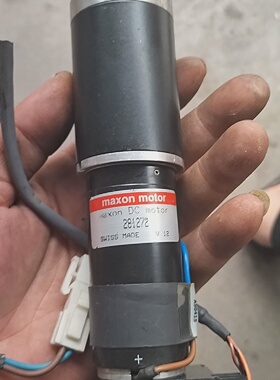 maxon motor
maxon DC motor
281272
SWISS MADE V 12
+